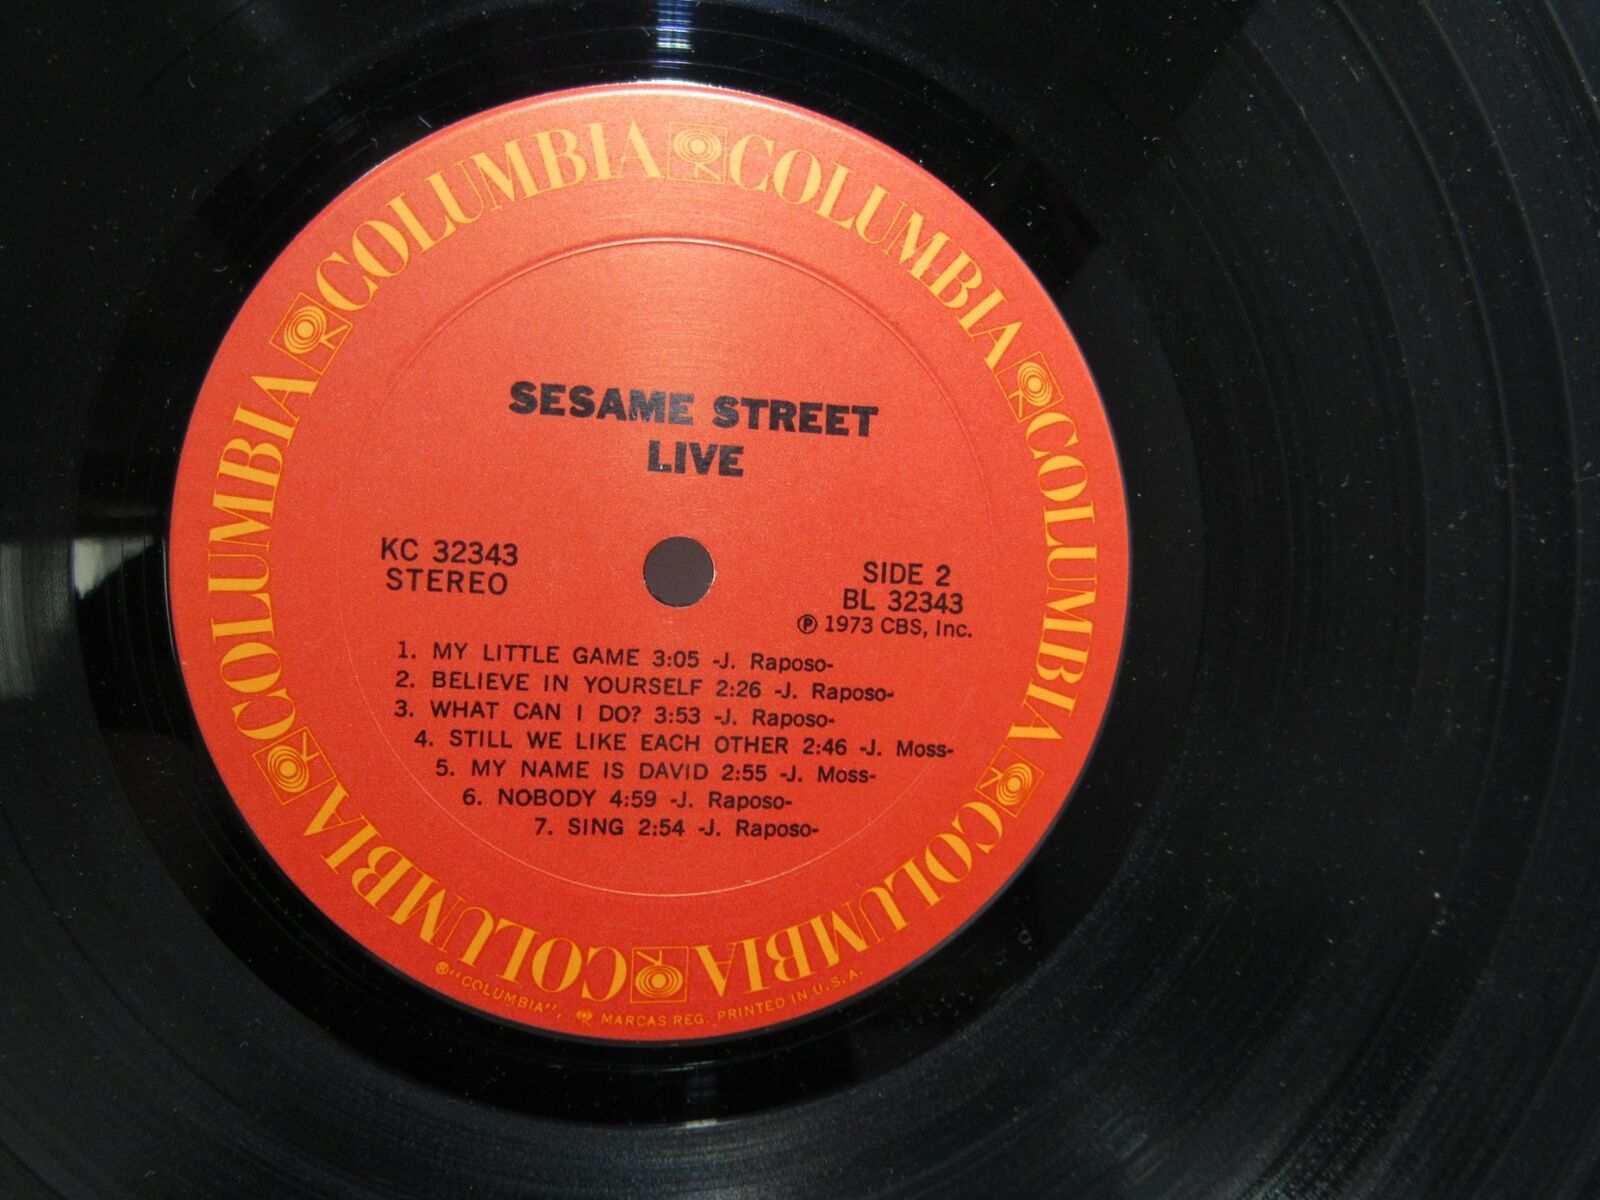 COLUMBIA COLUMBIA COLUMBIA COLUMBIA COLUMBIA COLUMBIA
SESAME STREET
LIVE
KC 32343
STEREO
SIDE 2
BL 32343
Ⓟ 1973 CBS, Inc.
1. MY LITTLE GAME 3:05 -J. Raposo-
2. BELIEVE IN YOURSELF 2:26 -J. Raposo-
3. WHAT CAN I DO? 3:53 -J. Raposo-
4. STILL WE LIKE EACH OTHER 2:46 -J. Moss-
5. MY NAME IS DAVID 2:55 -J. Moss-
6. NOBODY 4:59 -J. Raposo-
7. SING 2:54 -J. Raposo-
®"COLUMBIA", MARCAS REG. PRINTED IN U.S.A.